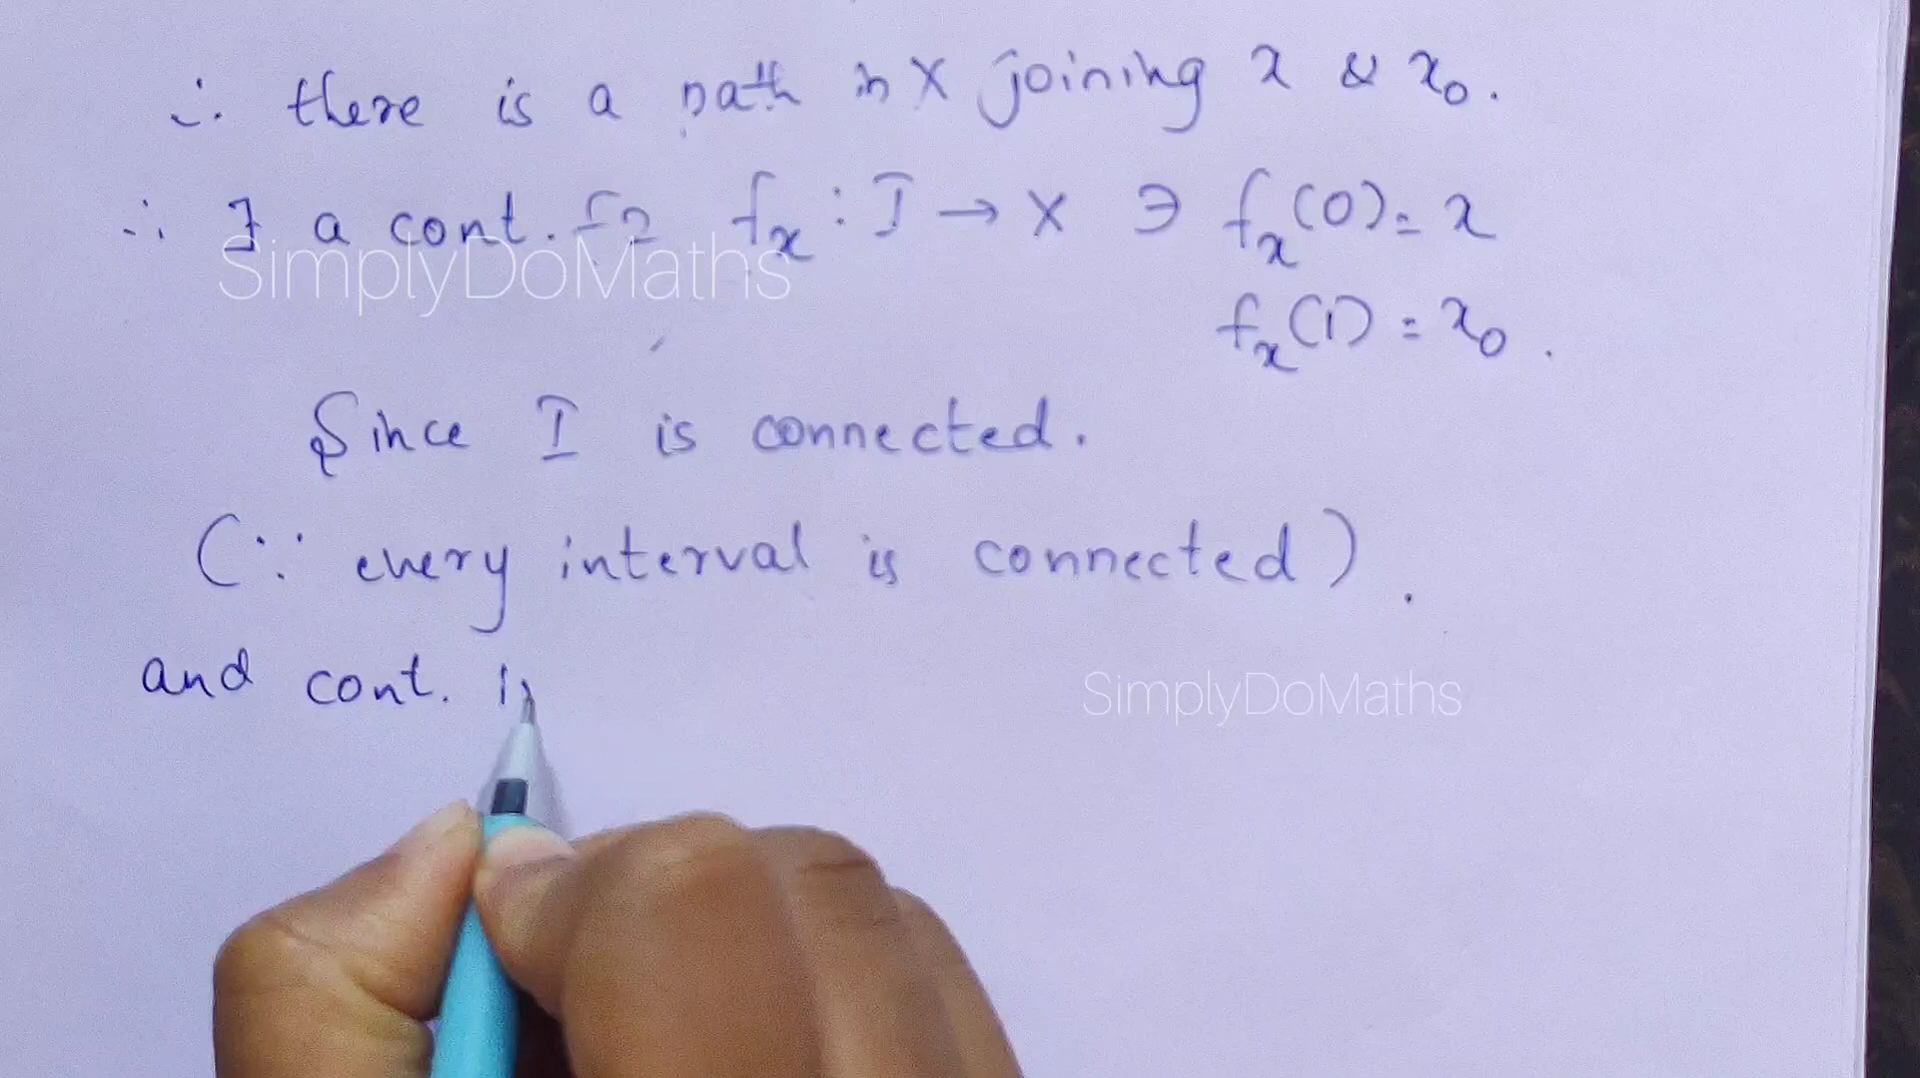 ∴ there is a path in X joining x & x₀.
∴ ∃ a cont. fn fₓ : I → X ∋ fₓ(0) = x
SimplyDoMaths
fₓ(1) = x₀.
Since I is connected.
(∵ every interval is connected).
and cont.
SimplyDoMaths